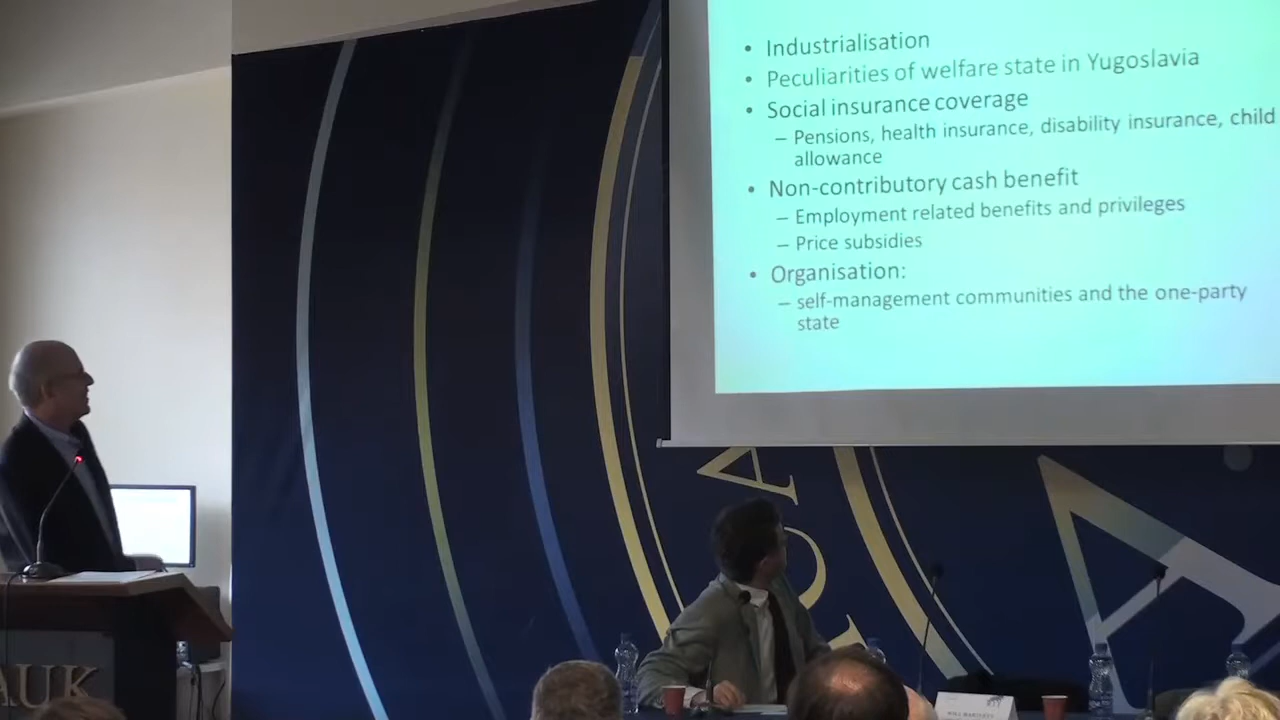 • Industrialisation
• Peculiarities of welfare state in Yugoslavia
• Social insurance coverage
– Pensions, health insurance, disability insurance, child
allowance
• Non-contributory cash benefit
– Employment related benefits and privileges
– Price subsidies
• Organisation:
– self-management communities and the one-party
state
AUK